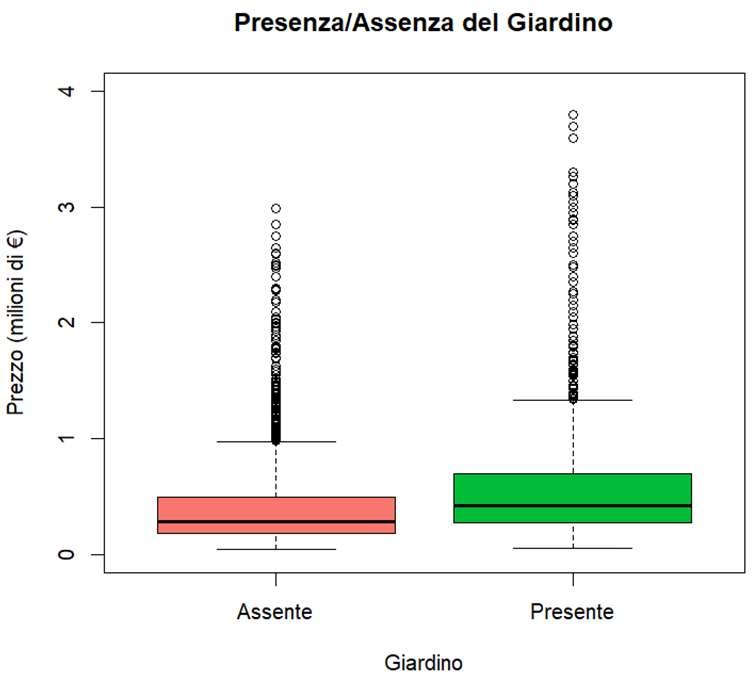 Presenza/Assenza del Giardino
Prezzo (milioni di €)
4
3
2
1
0
Assente Presente
Giardino